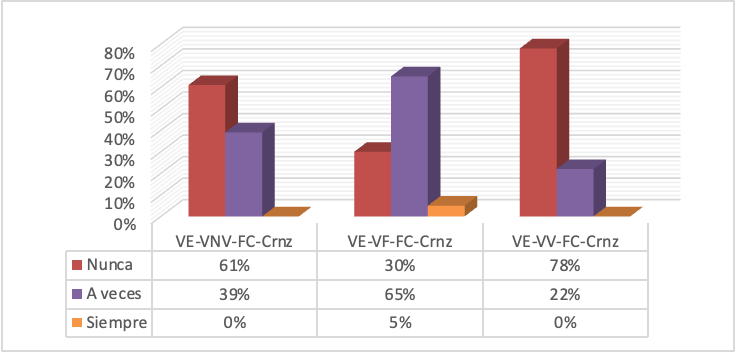 80%
70%
60%
50%
40%
30%
20%
10%
0%
VE-VNV-FC-Crnz VE-VF-FC-Crnz VE-VV-FC-Crnz
Nunca 61% 30% 78%
A veces 39% 65% 22%
Siempre 0% 5% 0%